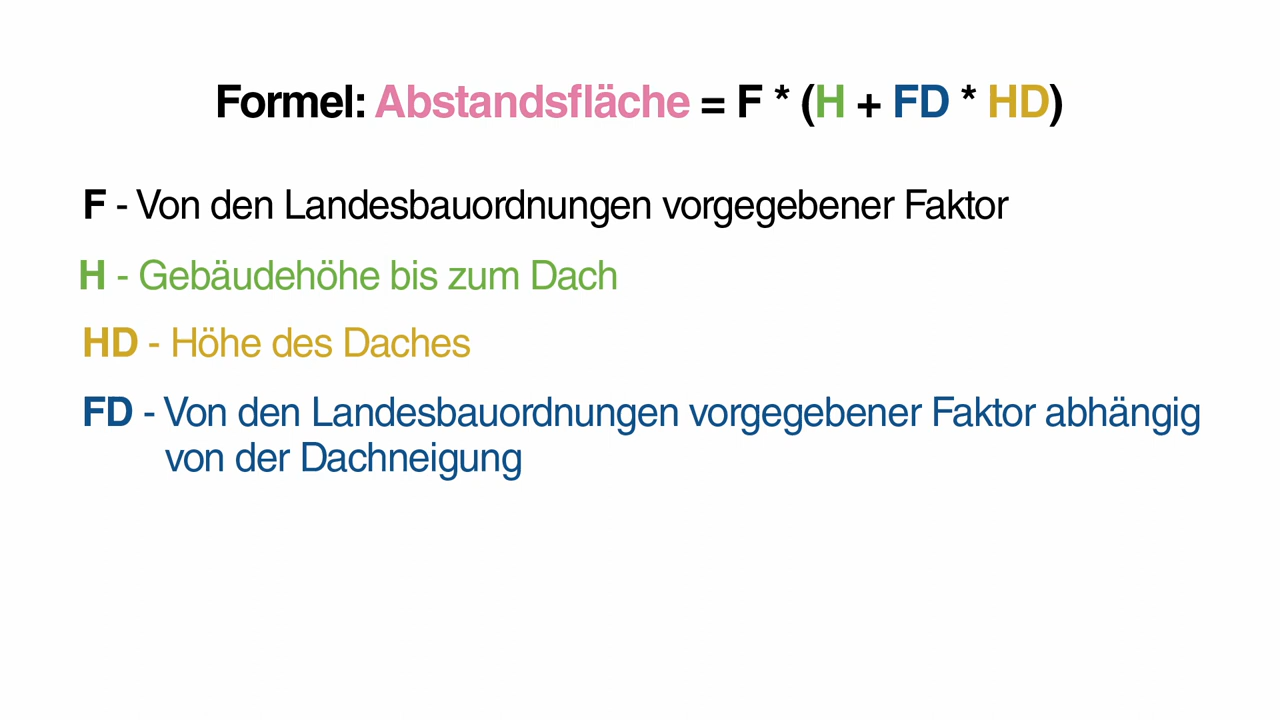 Formel: Abstandsfläche = F * (H + FD * HD)
F - Von den Landesbauordnungen vorgegebener Faktor
H - Gebäudehöhe bis zum Dach
HD - Höhe des Daches
FD - Von den Landesbauordnungen vorgegebener Faktor abhängig
von der Dachneigung